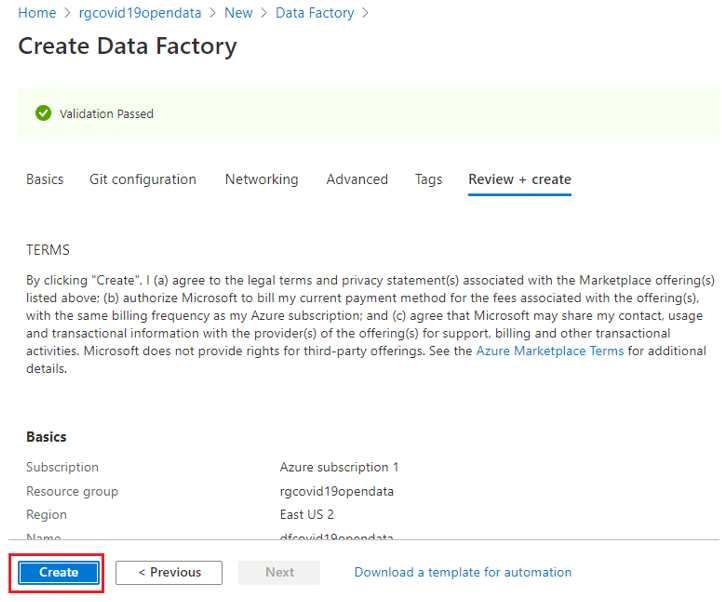 Home > rgcovid19opendata > New > Data Factory >
Create Data Factory
Validation Passed
Basics Git configuration Networking Advanced Tags Review + create
TERMS
By clicking "Create", I (a) agree to the legal terms and privacy statement(s) associated with the Marketplace offering(s)
listed above; (b) authorize Microsoft to bill my current payment method for the fees associated with the offering(s),
with the same billing frequency as my Azure subscription; and (c) agree that Microsoft may share my contact, usage
and transactional information with the provider(s) of the offering(s) for support, billing and other transactional
activities. Microsoft does not provide rights for third-party offerings. See the Azure Marketplace Terms for additional
details.
Basics
Subscription Azure subscription 1
Resource group rgcovid19opendata
Region East US 2
Name dfcovid19opendata
Create < Previous Next Download a template for automation